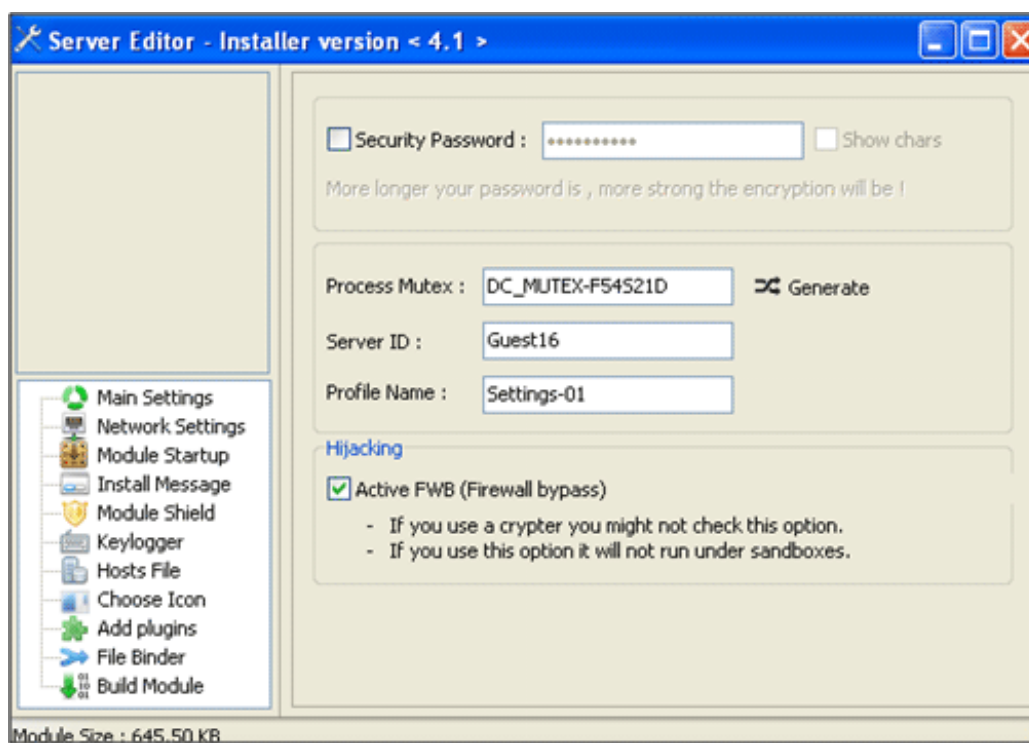 Server Editor - Installer version < 4.1 >
Security Password :
Show chars
More longer your password is , more strong the encryption will be !
Process Mutex :
DC_MUTEX-F54S21D
Generate
Server ID :
Guest16
Profile Name :
Settings-01
Hijacking
Active FWB (Firewall bypass)
- If you use a crypter you might not check this option.
- If you use this option it will not run under sandboxes.
Main Settings
Network Settings
Module Startup
Install Message
Module Shield
Keylogger
Hosts File
Choose Icon
Add plugins
File Binder
Build Module
Module Size : 645.50 KB